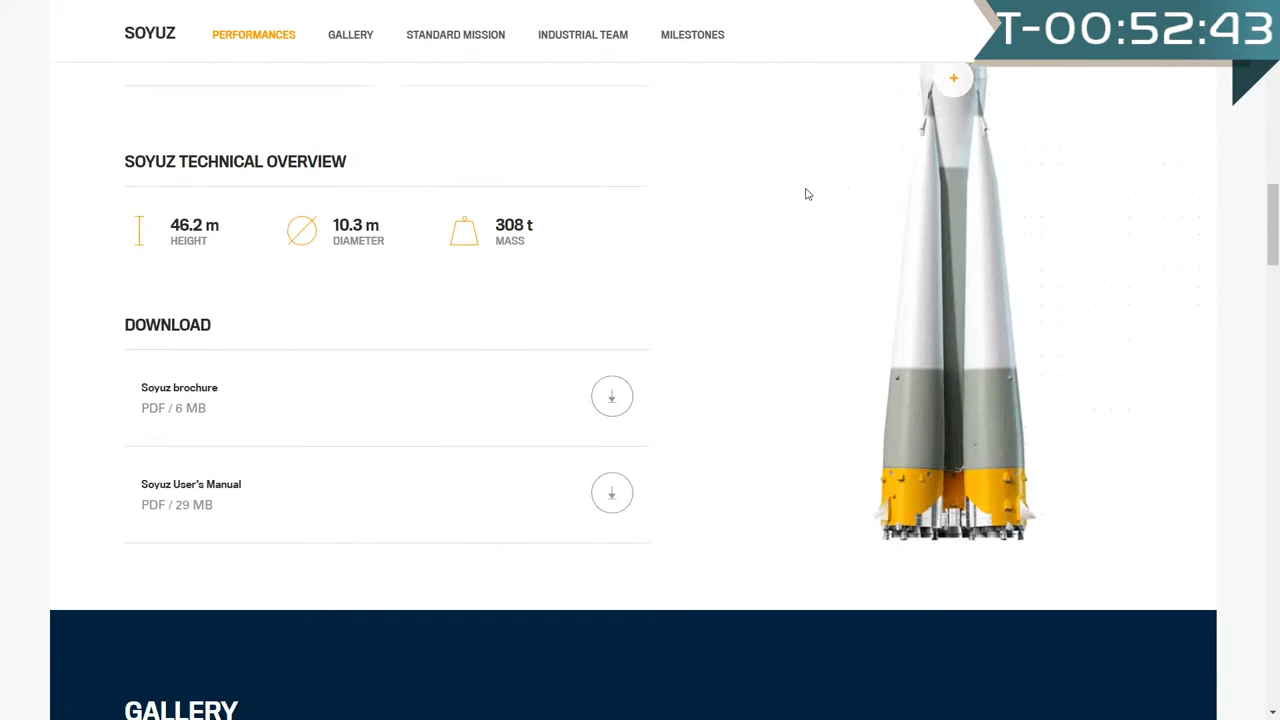 SOYUZ
PERFORMANCES
GALLERY
STANDARD MISSION
INDUSTRIAL TEAM
MILESTONES
T-00:52:43
SOYUZ TECHNICAL OVERVIEW
46.2 m
HEIGHT
10.3 m
DIAMETER
308 t
MASS
DOWNLOAD
Soyuz brochure
PDF / 6 MB
Soyuz User's Manual
PDF / 29 MB
GALLERY